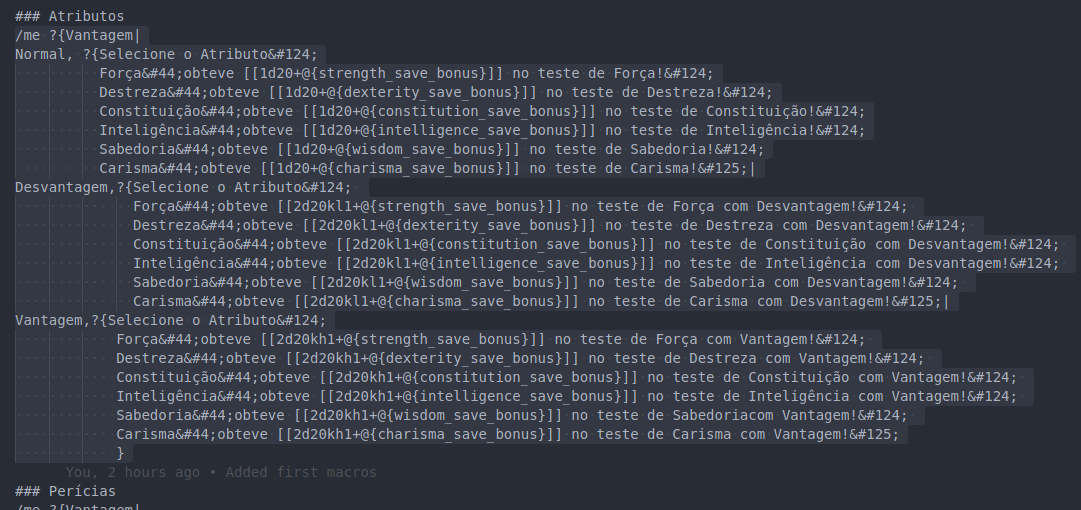 ### Atributos
/me ?{Vantagem|
Normal, ?{Selecione o Atributo&#124;
Força&#44;obteve [[1d20+@{strength_save_bonus}]] no teste de Força!&#124;
Destreza&#44;obteve [[1d20+@{dexterity_save_bonus}]] no teste de Destreza!&#124;
Constituição&#44;obteve [[1d20+@{constitution_save_bonus}]] no teste de Constituição!&#124;
Inteligência&#44;obteve [[1d20+@{intelligence_save_bonus}]] no teste de Inteligência!&#124;
Sabedoria&#44;obteve [[1d20+@{wisdom_save_bonus}]] no teste de Sabedoria!&#124;
Carisma&#44;obteve [[1d20+@{charisma_save_bonus}]] no teste de Carisma!&#125;|
Desvantagem,?{Selecione o Atributo&#124;
Força&#44;obteve [[2d20kl1+@{strength_save_bonus}]] no teste de Força com Desvantagem!&#124;
Destreza&#44;obteve [[2d20kl1+@{dexterity_save_bonus}]] no teste de Destreza com Desvantagem!&#124;
Constituição&#44;obteve [[2d20kl1+@{constitution_save_bonus}]] no teste de Constituição com Desvantagem!&#124;
Inteligência&#44;obteve [[2d20kl1+@{intelligence_save_bonus}]] no teste de Inteligência com Desvantagem!&#124;
Sabedoria&#44;obteve [[2d20kl1+@{wisdom_save_bonus}]] no teste de Sabedoria com Desvantagem!&#124;
Carisma&#44;obteve [[2d20kl1+@{charisma_save_bonus}]] no teste de Carisma com Desvantagem!&#125;|
Vantagem,?{Selecione o Atributo&#124;
Força&#44;obteve [[2d20kh1+@{strength_save_bonus}]] no teste de Força com Vantagem!&#124;
Destreza&#44;obteve [[2d20kh1+@{dexterity_save_bonus}]] no teste de Destreza com Vantagem!&#124;
Constituição&#44;obteve [[2d20kh1+@{constitution_save_bonus}]] no teste de Constituição com Vantagem!&#124;
Inteligência&#44;obteve [[2d20kh1+@{intelligence_save_bonus}]] no teste de Inteligência com Vantagem!&#124;
Sabedoria&#44;obteve [[2d20kh1+@{wisdom_save_bonus}]] no teste de Sabedoriacom Vantagem!&#124;
Carisma&#44;obteve [[2d20kh1+@{charisma_save_bonus}]] no teste de Carisma com Vantagem!&#125;
}
You, 2 hours ago • Added first macros
### Perícias
/me ?{Vantagem|